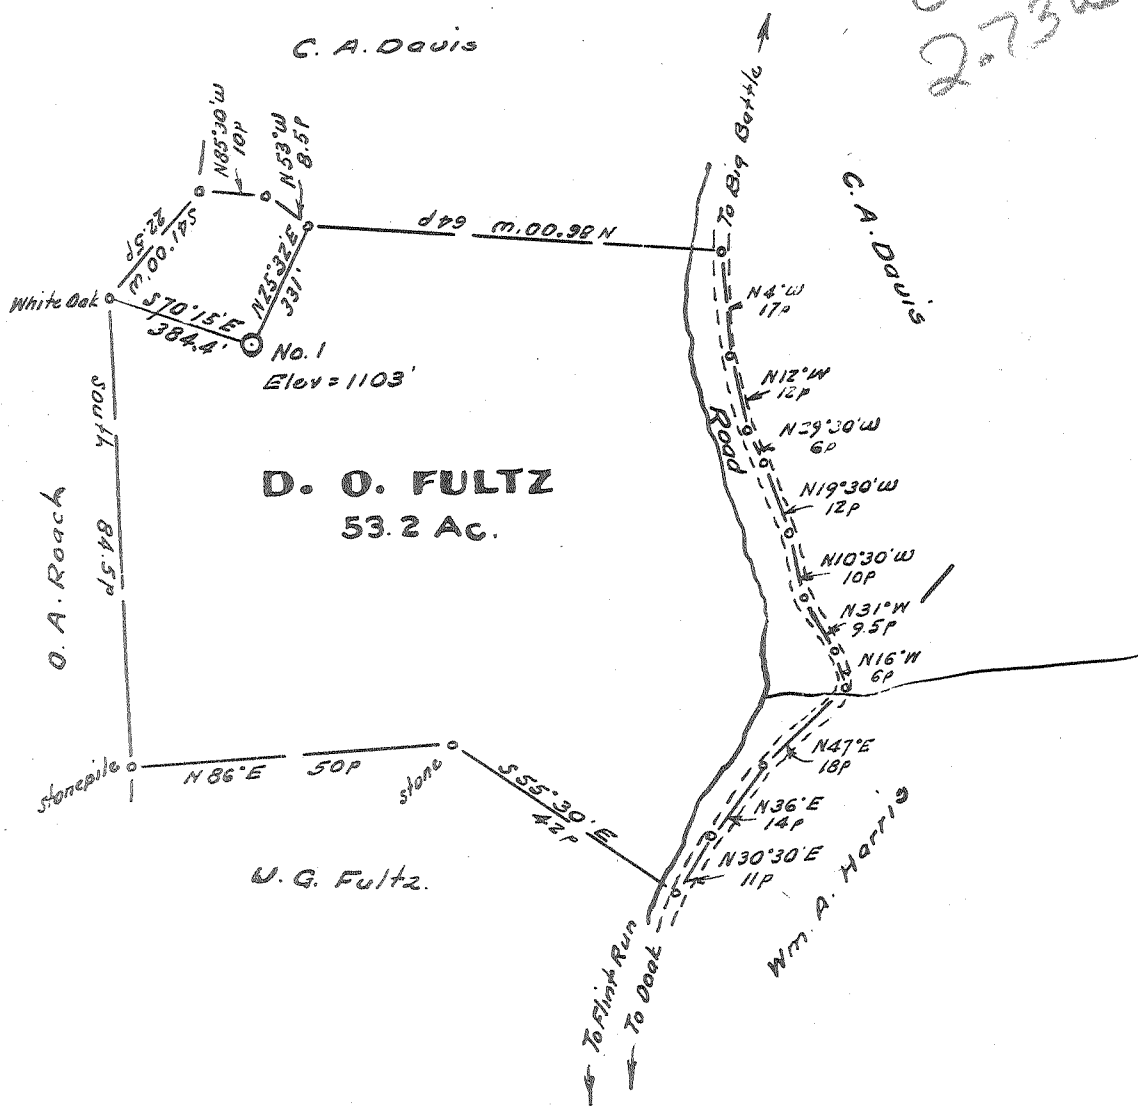 2.73
C. A. Davis
To Big Battle
N85°30'W
10P
N53°W
8.5P
S41°00'W
22.5P
N86°00'W 64P
C. A. Davis
White Oak
S70°15'E
384.4'
N25°32'E
331'
No. 1
Elev = 1103'
N4°W
17P
N12°W
12P
Road
N29°30'W
6P
South 84.5P
D. O. FULTZ
53.2 Ac.
N19°30'W
12P
O. A. Roach
N10°30'W
10P
N31°W
9.5P
N16°W
6P
N47°E
18P
stonepile
N86°E 50P
stone
S55°30'E
42P
N36°E
14P
N30°30'E
11P
W. G. Fultz.
Wm. A. Harris
To Flint Run
To Doak